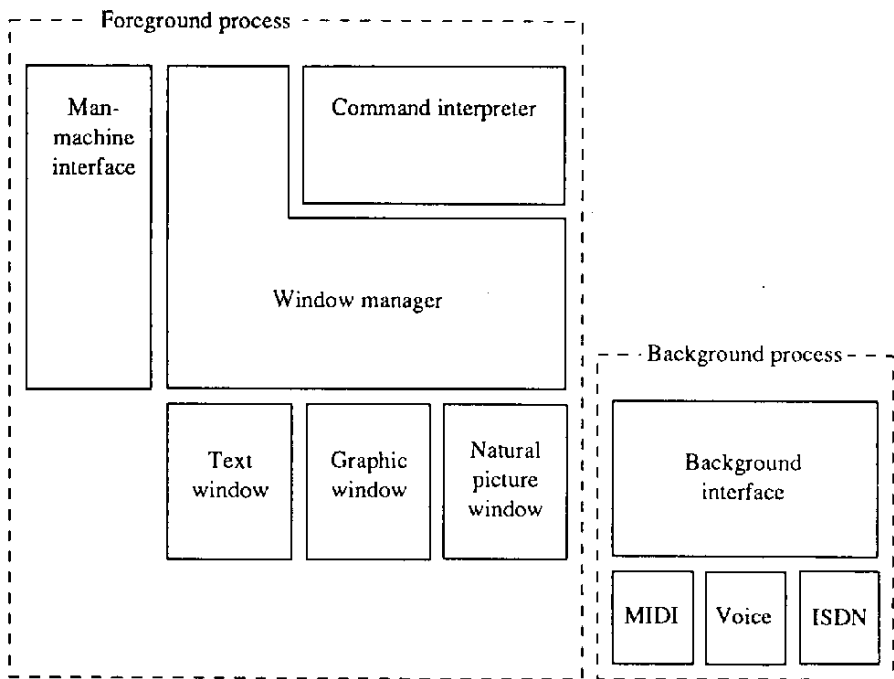 Foreground process
Man-
machine
interface
Command interpreter
Window manager
Text
window
Graphic
window
Natural
picture
window
Background process
Background
interface
MIDI
Voice
ISDN